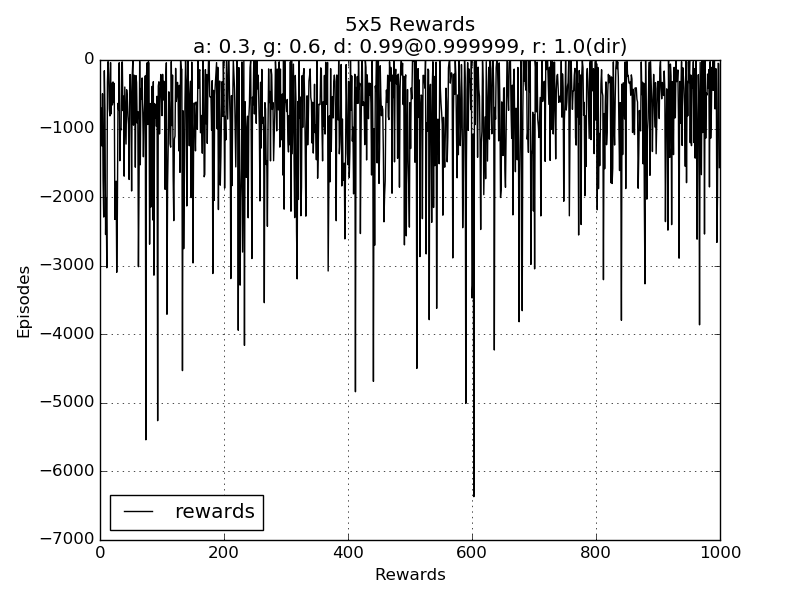 5x5 Rewards
a: 0.3, g: 0.6, d: 0.99@0.999999, r: 1.0(dir)
0
−1000
−2000
−3000
−4000
−5000
−6000
−7000
Episodes
rewards
0 200 400 600 800 1000
Rewards